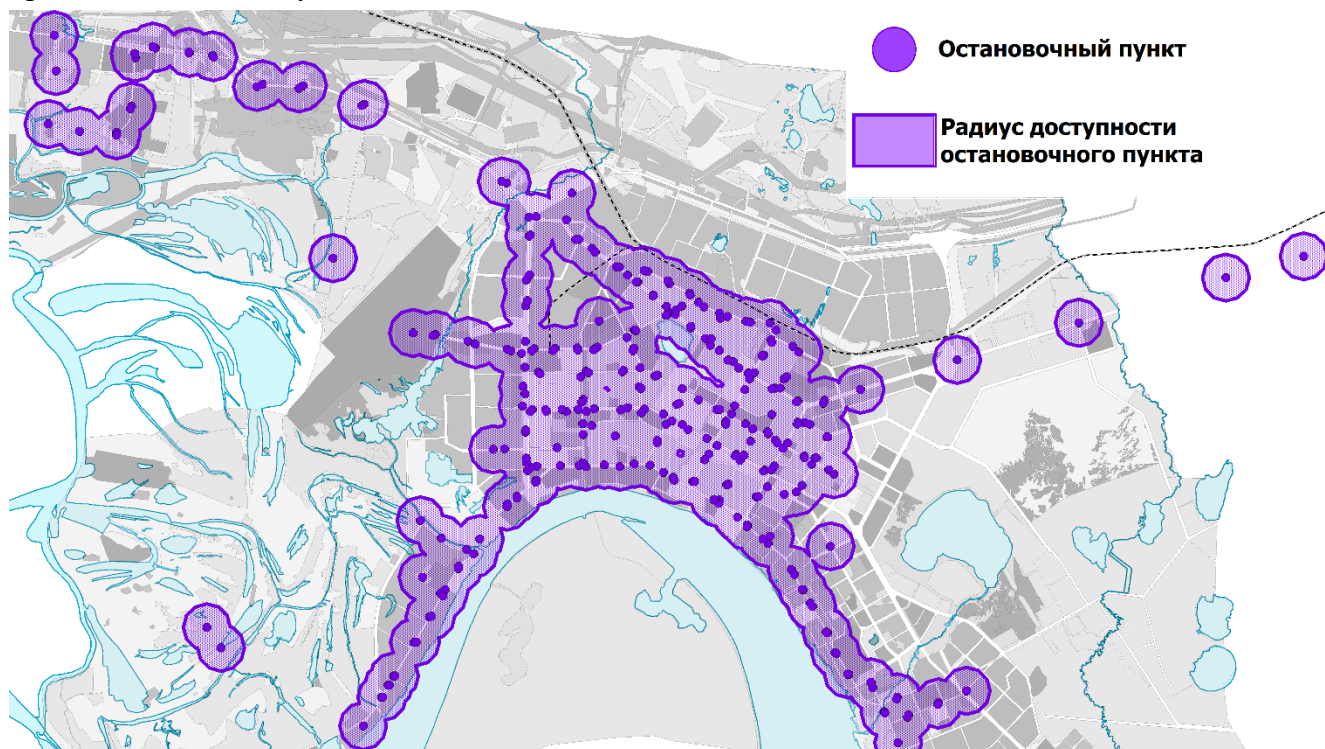 Остановочный пункт
Радиус доступности
остановочного пункта